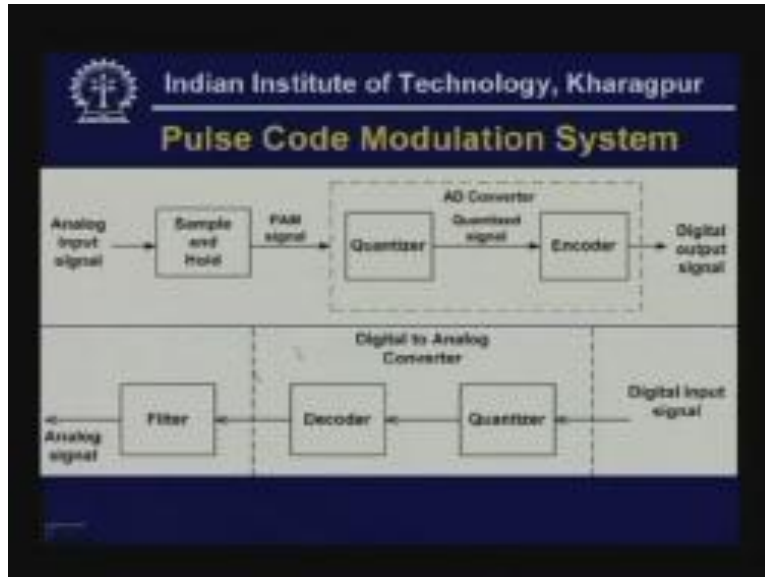 Indian Institute of Technology, Kharagpur
Pulse Code Modulation System
Analog
Input
signal
Sample
and
Hold
PAM
signal
AD Converter
Quantizer
Quantized
signal
Encoder
Digital
output
signal
Digital to Analog
Converter
Analog
signal
Filter
Decoder
Quantizer
Digital input
signal